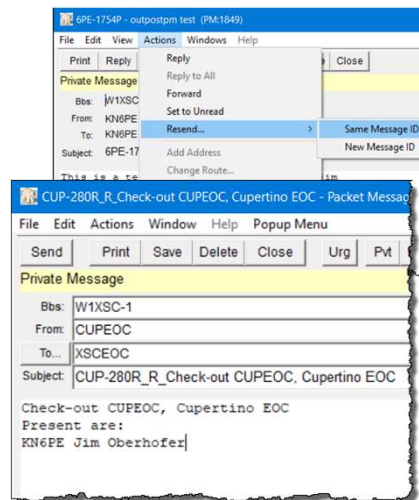 6PE-1754P - outpostpm test (PM:1849)
File Edit View Actions Windows Help
Print Reply Close
Reply
Reply to All
Forward
Set to Unread
Resend... >
Same Message ID
New Message ID
Add Address
Change Route...
Private Message
Bbs: W1XSC
From: KN6PE
To: KN6PE
Subject: 6PE-17
This is a te im
CUP-280R_R_Check-out CUPEOC, Cupertino EOC - Packet Messag
File Edit Actions Window Help Popup Menu
Send Print Save Delete Close Urg Pvt
Private Message
Bbs: W1XSC-1
From: CUPEOC
To... XSCEOC
Subject: CUP-280R_R_Check-out CUPEOC, Cupertino EOC
Check-out CUPEOC, Cupertino EOC
Present are:
KN6PE Jim Oberhofer